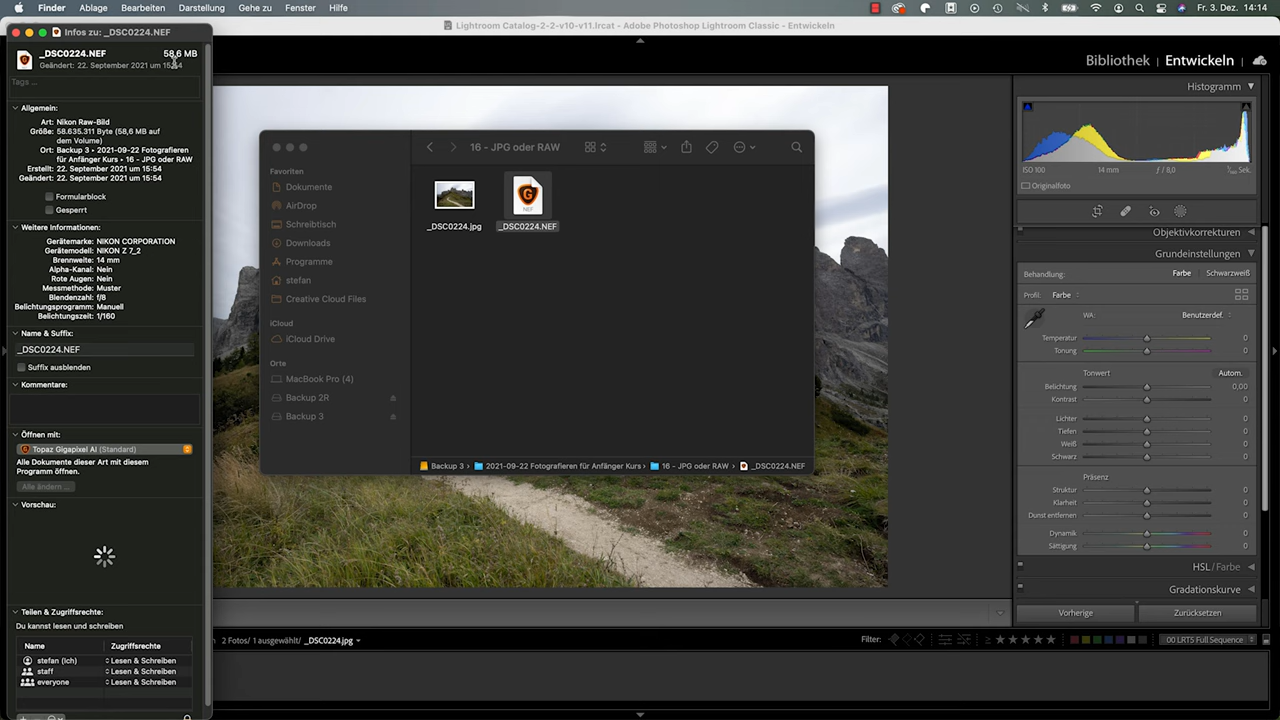 Finder Ablage Bearbeiten Darstellung Gehe zu Fenster Hilfe
Fr. 3. Dez. 14:14
Lightroom Catalog-2-2-v10-v11.lrcat - Adobe Photoshop Lightroom Classic - Entwickeln
Infos zu: _DSC0224.NEF
_DSC0224.NEF 58,6 MB
Geändert: 22. September 2021 um 15:54
Tags ...
Allgemein:
Art: Nikon Raw-Bild
Größe: 58.635.311 Byte (58,6 MB auf
dem Volume)
Ort: Backup 3 • 2021-09-22 Fotografieren
für Anfänger Kurs • 16 - JPG oder RAW
Erstellt: 22. September 2021 um 15:54
Geändert: 22. September 2021 um 15:54
Formularblock
Gesperrt
Weitere Informationen:
Gerätemarke: NIKON CORPORATION
Gerätemodell: NIKON Z 7_2
Brennweite: 14 mm
Alpha-Kanal: Nein
Rote Augen: Nein
Messmethode: Muster
Blendenzahl: f/8
Belichtungsprogramm: Manuell
Belichtungszeit: 1/160
Name & Suffix:
_DSC0224.NEF
Suffix ausblenden
Kommentare:
Öffnen mit:
Topaz Gigapixel AI (Standard)
Alle Dokumente dieser Art mit diesem
Programm öffnen.
Alle ändern ...
Vorschau:
Teilen & Zugriffsrechte:
Du kannst lesen und schreiben
Name Zugriffsrechte
stefan (Ich) Lesen & Schreiben
staff Lesen & Schreiben
everyone Lesen & Schreiben
16 - JPG oder RAW
Favoriten
Dokumente
AirDrop
Schreibtisch
Downloads
Programme
stefan
Creative Cloud Files
iCloud
iCloud Drive
Orte
MacBook Pro (4)
Backup 2R
Backup 3
NEF
_DSC0224.jpg _DSC0224.NEF
Backup 3 › 2021-09-22 Fotografieren für Anfänger Kurs › 16 - JPG oder RAW › _DSC0224.NEF
Bibliothek Entwickeln
Histogramm
ISO 100 14 mm
Originalfoto
Objektivkorrekturen
Grundeinstellungen
Behandlung: Farbe Schwarzweiß
Profil: Farbe
WA: Benutzerdef.
Temperatur 0
Tonung 0
Tonwert Autom.
Belichtung 0,00
Kontrast 0
Lichter 0
Tiefen 0
Weiß 0
Schwarz 0
Präsenz
Struktur 0
Klarheit 0
Dunst entfernen 0
Dynamik 0
Sättigung 0
HSL / Farbe
Gradationskurve
Vorherige Zurücksetzen
2 Fotos/ 1 ausgewählt/ _DSC0224.jpg
Filter: ≥ ★★★★★ 00 LRTS Full Sequence